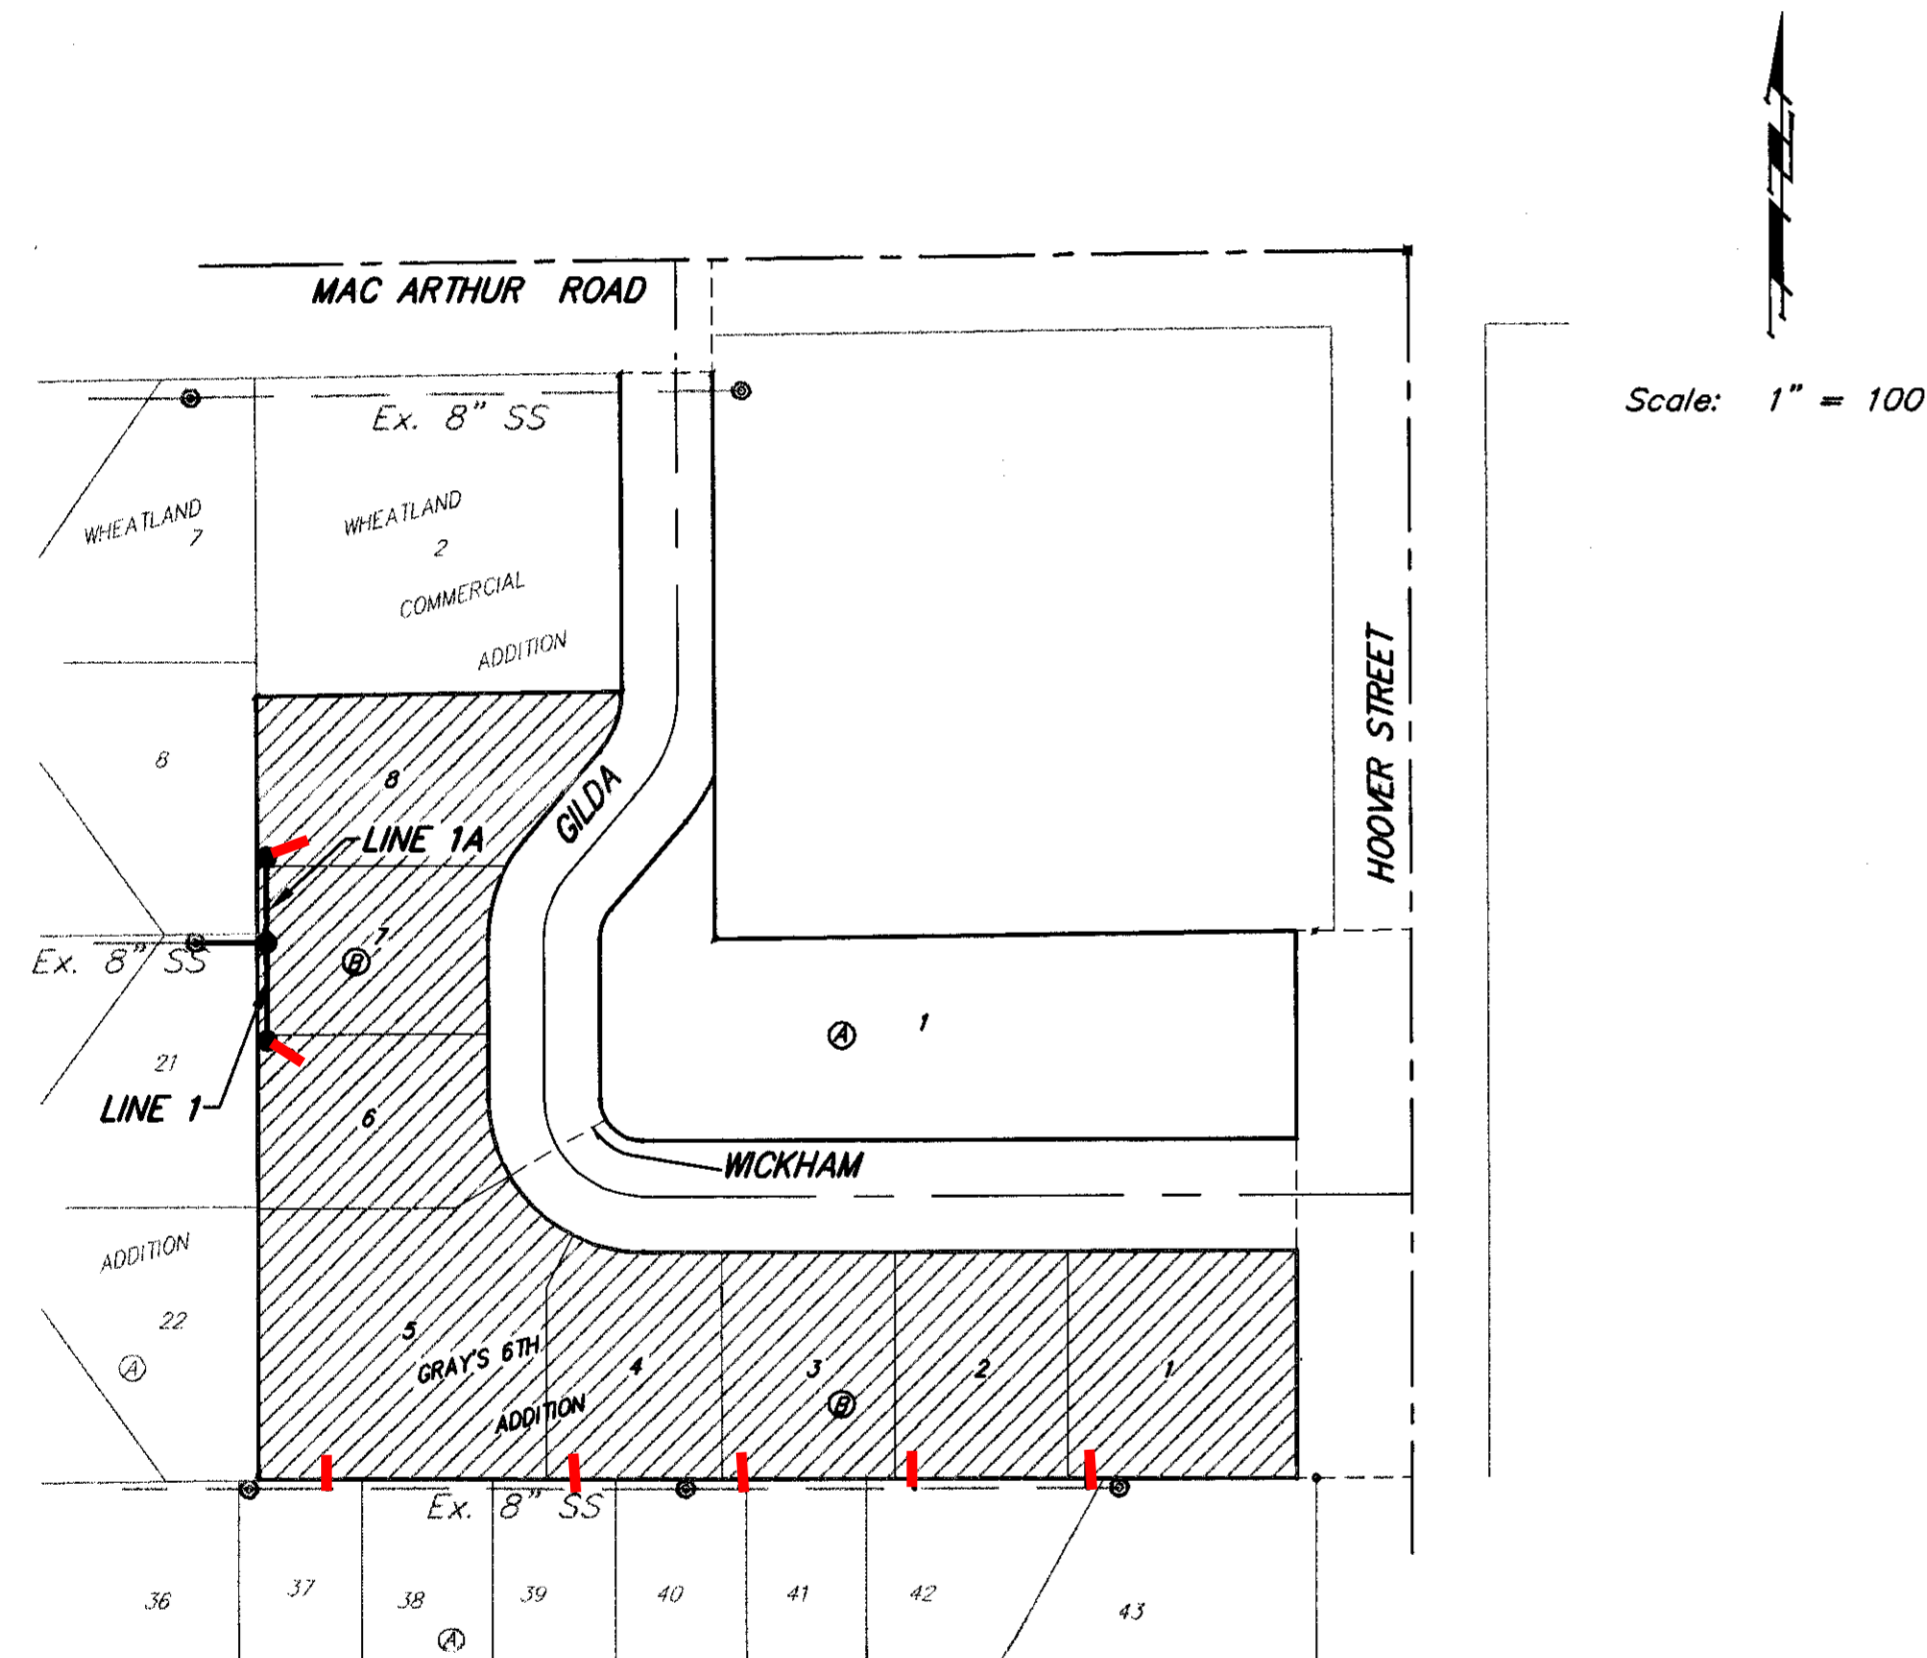 MAC ARTHUR ROAD
Scale: 1" = 100
Ex. 8" SS
WHEATLAND
7
WHEATLAND
2
COMMERCIAL
ADDITION
HOOVER STREET
8
8
GILDA
LINE 1A
Ex. 8" SS
7
B
A
1
21
LINE 1
6
WICKHAM
ADDITION
22
A
5
GRAY'S 6TH
ADDITION
4
3
B
2
1
Ex. 8" SS
36
37
38
A
39
40
41
42
43